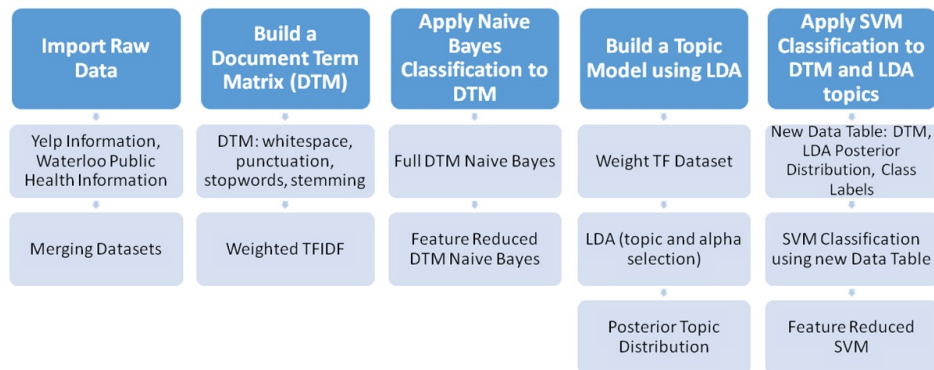 Import Raw
Data
Yelp Information,
Waterloo Public
Health Information
Merging Datasets
Build a
Document Term
Matrix (DTM)
DTM: whitespace,
punctuation,
stopwords, stemming
Weighted TFIDF
Apply Naive
Bayes
Classification to
DTM
Full DTM Naive Bayes
Feature Reduced
DTM Naive Bayes
Build a Topic
Model using LDA
Weight TF Dataset
LDA (topic and alpha
selection)
Posterior Topic
Distribution
Apply SVM
Classification to
DTM and LDA
topics
New Data Table: DTM,
LDA Posterior
Distribution, Class
Labels
SVM Classification
using new Data Table
Feature Reduced
SVM